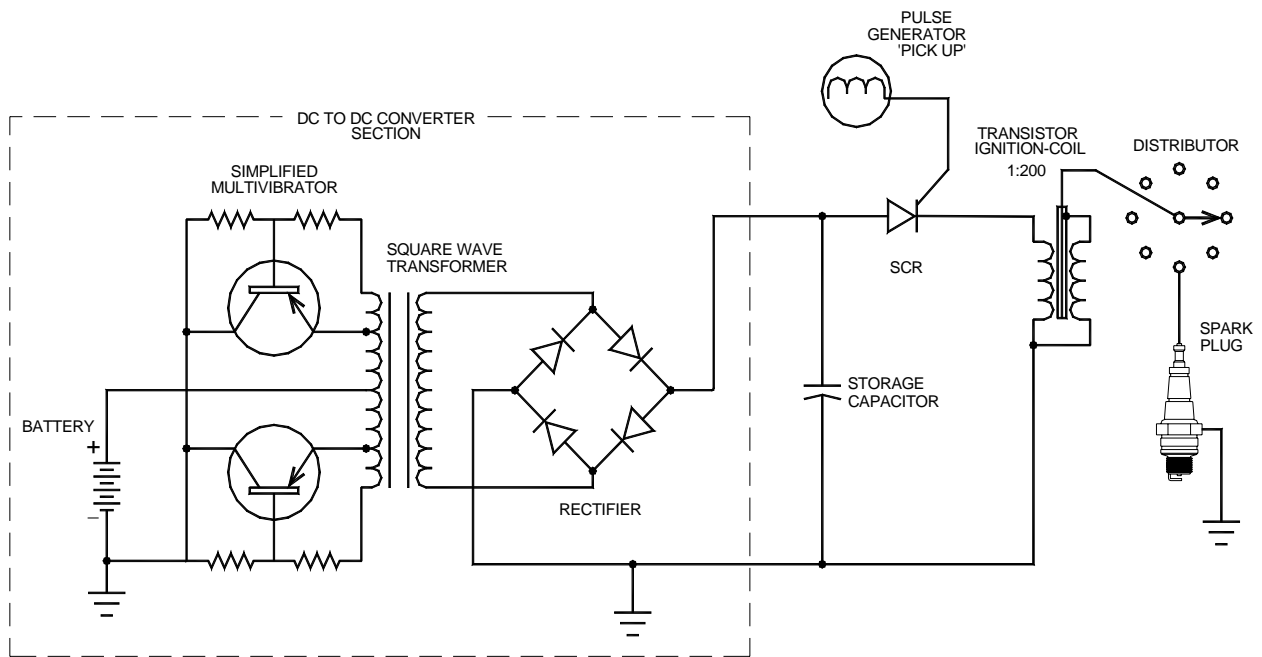 PULSE
GENERATOR
'PICK UP'
DC TO DC CONVERTER
SECTION
TRANSISTOR
IGNITION-COIL
1:200
DISTRIBUTOR
SIMPLIFIED
MULTIVIBRATOR
SQUARE WAVE
TRANSFORMER
SCR
SPARK
PLUG
STORAGE
CAPACITOR
BATTERY
+
–
RECTIFIER